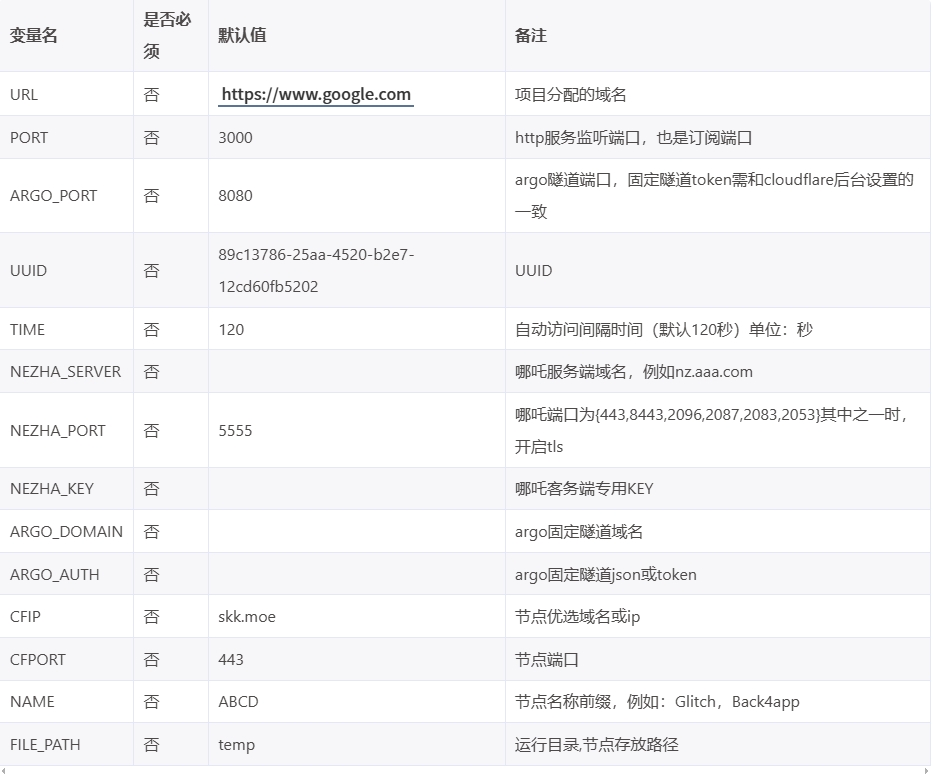 变量名 是否必须 默认值 备注
URL 否 https://www.google.com 项目分配的域名
PORT 否 3000 http服务监听端口，也是订阅端口
ARGO_PORT 否 8080 argo隧道端口，固定隧道token需和cloudflare后台设置的
一致
UUID 否 89c13786-25aa-4520-b2e7-
12cd60fb5202 UUID
TIME 否 120 自动访问间隔时间（默认120秒）单位：秒
NEZHA_SERVER 否 哪吒服务端域名，例如nz.aaa.com
NEZHA_PORT 否 5555 哪吒端口为{443,8443,2096,2087,2083,2053}其中之一时，
开启tls
NEZHA_KEY 否 哪吒客务端专用KEY
ARGO_DOMAIN 否 argo固定隧道域名
ARGO_AUTH 否 argo固定隧道json或token
CFIP 否 skk.moe 节点优选域名或ip
CFPORT 否 443 节点端口
NAME 否 ABCD 节点名称前缀，例如：Glitch，Back4app
FILE_PATH 否 temp 运行目录,节点存放路径